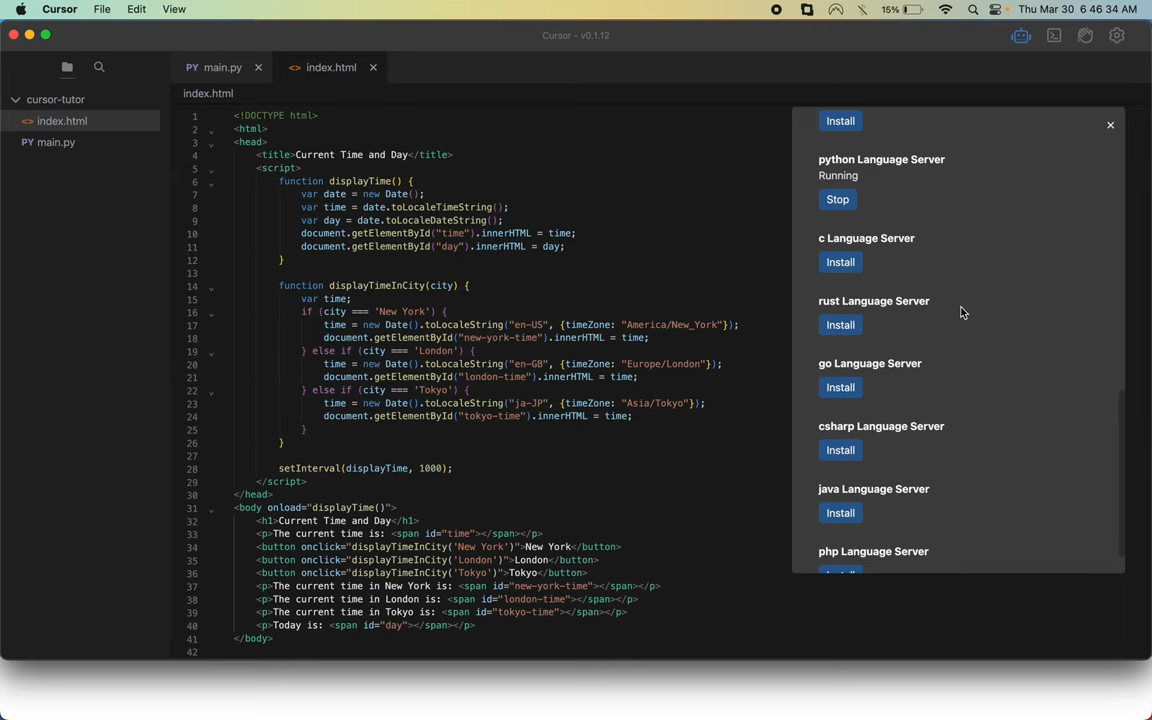 Cursor File Edit View 15% Thu Mar 30 6 46 34 AM
Cursor - v0.1.12
PY main.py × <> index.html ×
index.html
cursor-tutor
<> index.html
PY main.py
1 <!DOCTYPE html>
2 <html>
3 <head>
4 <title>Current Time and Day</title>
5 <script>
6 function displayTime() {
7 var date = new Date();
8 var time = date.toLocaleTimeString();
9 var day = date.toLocaleDateString();
10 document.getElementById("time").innerHTML = time;
11 document.getElementById("day").innerHTML = day;
12 }
13
14 function displayTimeInCity(city) {
15 var time;
16 if (city === 'New York') {
17 time = new Date().toLocaleString("en-US", {timeZone: "America/New_York"});
18 document.getElementById("new-york-time").innerHTML = time;
19 } else if (city === 'London') {
20 time = new Date().toLocaleString("en-GB", {timeZone: "Europe/London"});
21 document.getElementById("london-time").innerHTML = time;
22 } else if (city === 'Tokyo') {
23 time = new Date().toLocaleString("ja-JP", {timeZone: "Asia/Tokyo"});
24 document.getElementById("tokyo-time").innerHTML = time;
25 }
26 }
27
28 setInterval(displayTime, 1000);
29 </script>
30 </head>
31 <body onload="displayTime()">
32 <h1>Current Time and Day</h1>
33 <p>The current time is: <span id="time"></span></p>
34 <button onclick="displayTimeInCity('New York')">New York</button>
35 <button onclick="displayTimeInCity('London')">London</button>
36 <button onclick="displayTimeInCity('Tokyo')">Tokyo</button>
37 <p>The current time in New York is: <span id="new-york-time"></span></p>
38 <p>The current time in London is: <span id="london-time"></span></p>
39 <p>The current time in Tokyo is: <span id="tokyo-time"></span></p>
40 <p>Today is: <span id="day"></span></p>
41 </body>
42
Install
python Language Server
Running
Stop
c Language Server
Install
rust Language Server
Install
go Language Server
Install
csharp Language Server
Install
java Language Server
Install
php Language Server